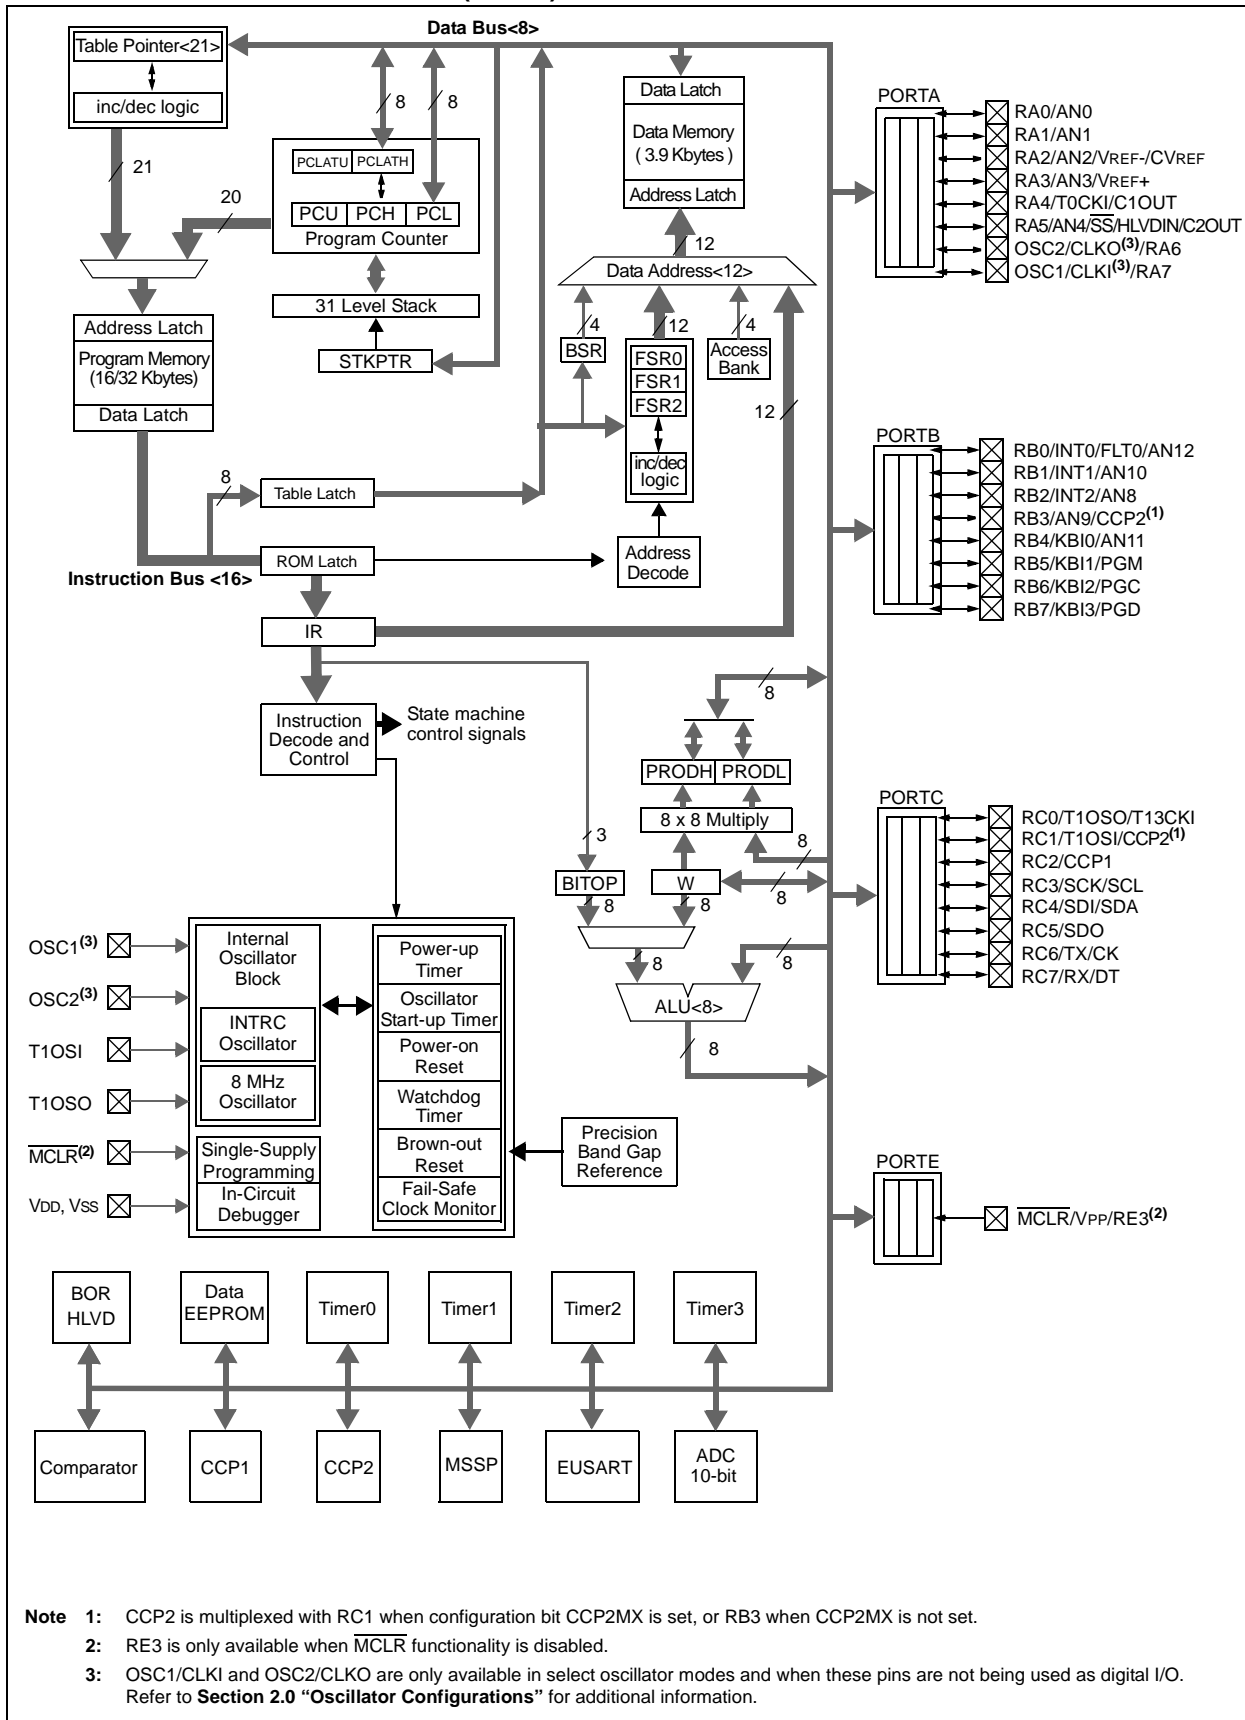 Data Bus<8>
Table Pointer<21>
inc/dec logic
21
20
8
8
PCLATU PCLATH
PCU PCH PCL
Program Counter
31 Level Stack
STKPTR
Address Latch
Program Memory
(16/32 Kbytes)
Data Latch
Data Latch
Data Memory
( 3.9 Kbytes )
Address Latch
12
Data Address<12>
4
12
4
BSR
FSR0
FSR1
FSR2
inc/dec
logic
Access
Bank
12
Address
Decode
8
Table Latch
ROM Latch
Instruction Bus <16>
IR
Instruction
Decode and
Control
State machine
control signals
8
PRODH PRODL
8 x 8 Multiply
3
8
BITOP
W
8
8
8
8
8
ALU<8>
8
OSC1(3)
OSC2(3)
T1OSI
T1OSO
MCLR(2)
VDD, VSS
Internal
Oscillator
Block
INTRC
Oscillator
8 MHz
Oscillator
Single-Supply
Programming
In-Circuit
Debugger
Power-up
Timer
Oscillator
Start-up Timer
Power-on
Reset
Watchdog
Timer
Brown-out
Reset
Fail-Safe
Clock Monitor
Precision
Band Gap
Reference
PORTA
RA0/AN0
RA1/AN1
RA2/AN2/VREF-/CVREF
RA3/AN3/VREF+
RA4/T0CKI/C1OUT
RA5/AN4/SS/HLVDIN/C2OUT
OSC2/CLKO(3)/RA6
OSC1/CLKI(3)/RA7
PORTB
RB0/INT0/FLT0/AN12
RB1/INT1/AN10
RB2/INT2/AN8
RB3/AN9/CCP2(1)
RB4/KBI0/AN11
RB5/KBI1/PGM
RB6/KBI2/PGC
RB7/KBI3/PGD
PORTC
RC0/T1OSO/T13CKI
RC1/T1OSI/CCP2(1)
RC2/CCP1
RC3/SCK/SCL
RC4/SDI/SDA
RC5/SDO
RC6/TX/CK
RC7/RX/DT
PORTE
MCLR/VPP/RE3(2)
BOR
HLVD
Data
EEPROM
Timer0
Timer1
Timer2
Timer3
Comparator
CCP1
CCP2
MSSP
EUSART
ADC
10-bit
Note 1: CCP2 is multiplexed with RC1 when configuration bit CCP2MX is set, or RB3 when CCP2MX is not set.
2: RE3 is only available when MCLR functionality is disabled.
3: OSC1/CLKI and OSC2/CLKO are only available in select oscillator modes and when these pins are not being used as digital I/O.
Refer to Section 2.0 “Oscillator Configurations” for additional information.